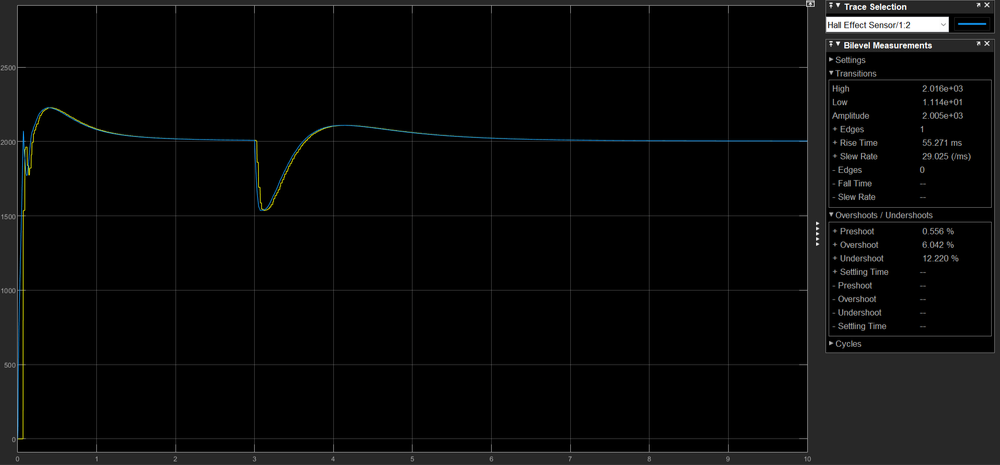 Trace Selection
Hall Effect Sensor/1:2
Bilevel Measurements
Settings
Transitions
High 2.016e+03
Low 1.114e+01
Amplitude 2.005e+03
+ Edges 1
+ Rise Time 55.271 ms
+ Slew Rate 29.025 (/ms)
- Edges 0
- Fall Time --
- Slew Rate --
Overshoots / Undershoots
+ Preshoot 0.556 %
+ Overshoot 6.042 %
+ Undershoot 12.220 %
+ Settling Time --
- Preshoot --
- Overshoot --
- Undershoot --
- Settling Time --
Cycles
2500
2000
1500
1000
500
0
0 1 2 3 4 5 6 7 8 9 10